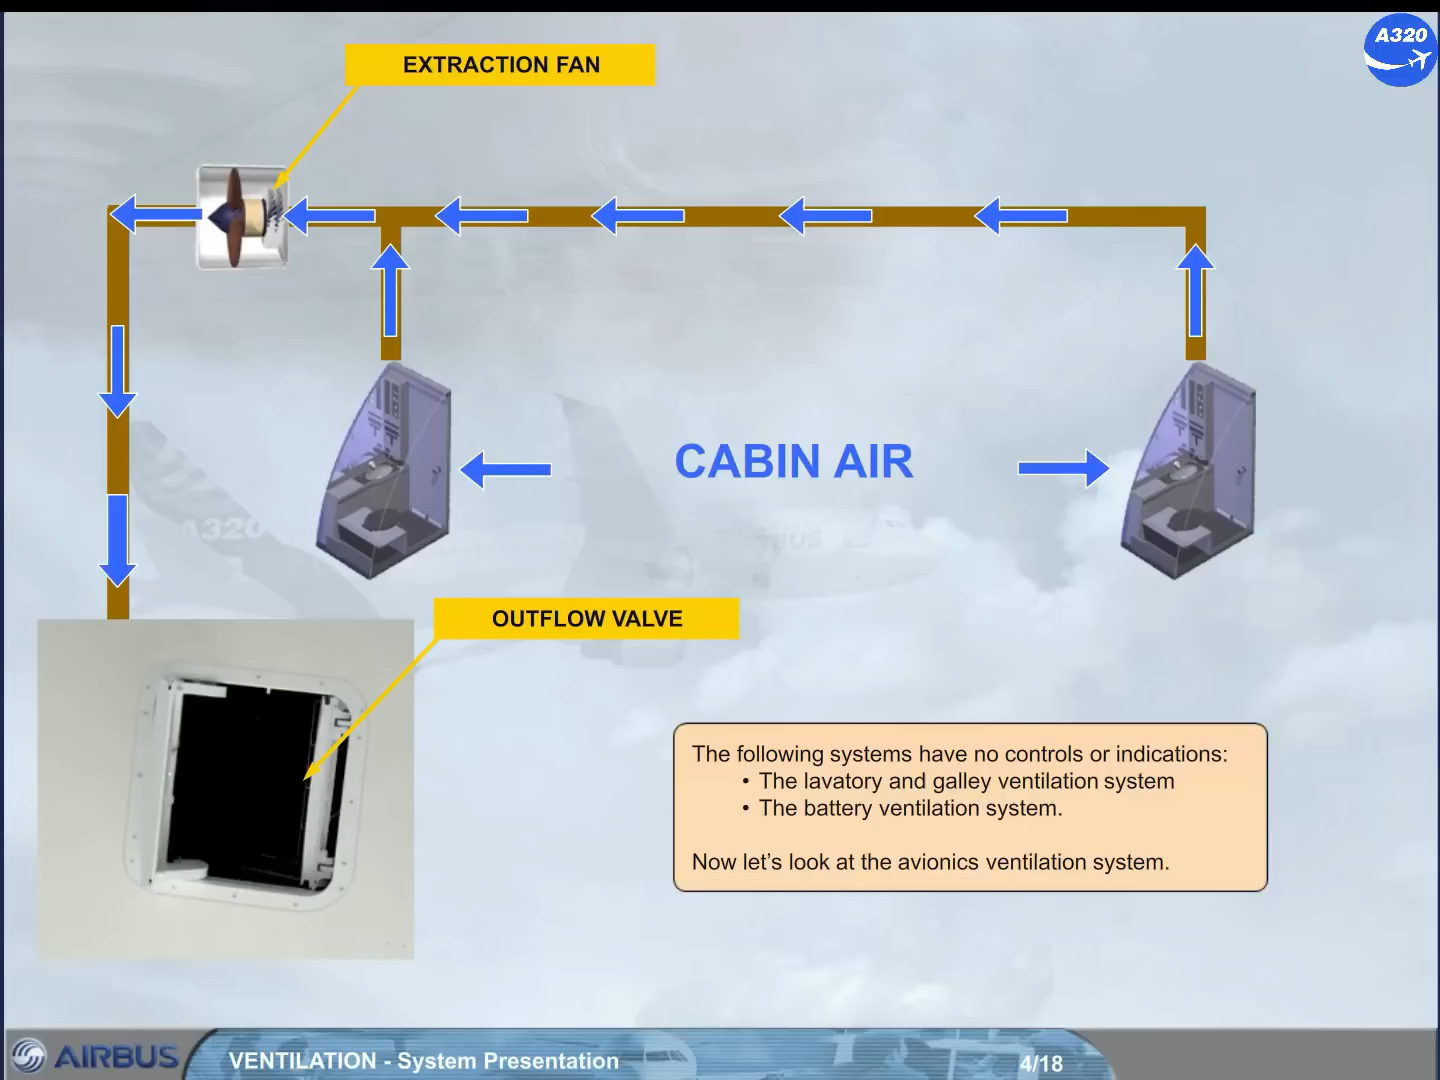 A320
EXTRACTION FAN
CABIN AIR
A320
OUTFLOW VALVE
The following systems have no controls or indications:
• The lavatory and galley ventilation system
• The battery ventilation system.
Now let's look at the avionics ventilation system.
AIRBUS
VENTILATION - System Presentation
4/18